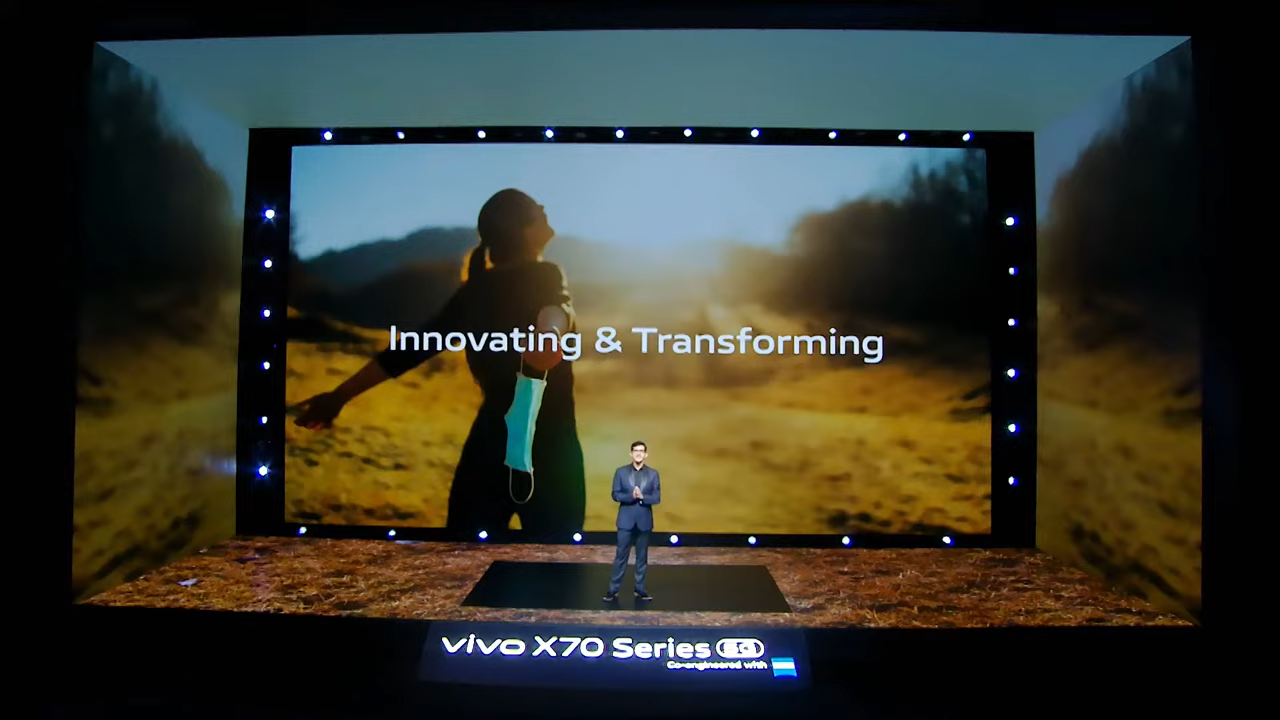 Innovating & Transforming
vivo X70 Series 5G
Co-engineered with